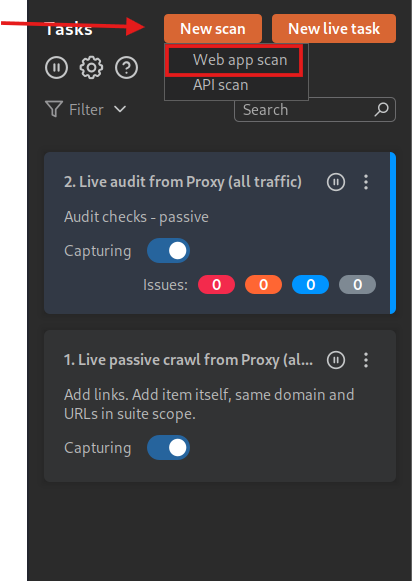 Tasks
New scan
New live task
Web app scan
API scan
Filter
Search
2. Live audit from Proxy (all traffic)
Audit checks - passive
Capturing
Issues: 0 0 0 0
1. Live passive crawl from Proxy (al...
Add links. Add item itself, same domain and
URLs in suite scope.
Capturing